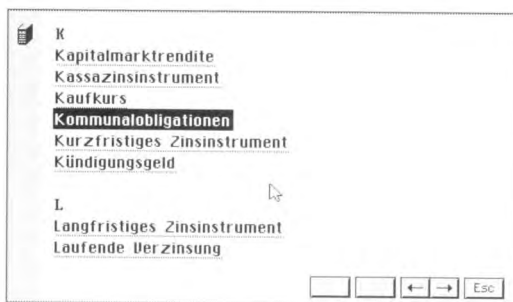 K
Kapitalmarktrendite
Kassazinsinstrument
Kaufkurs
Kommunalobligationen
Kurzfristiges Zinsinstrument
Kündigungsgeld
L
Langfristiges Zinsinstrument
Laufende Verzinsung
← → Esc